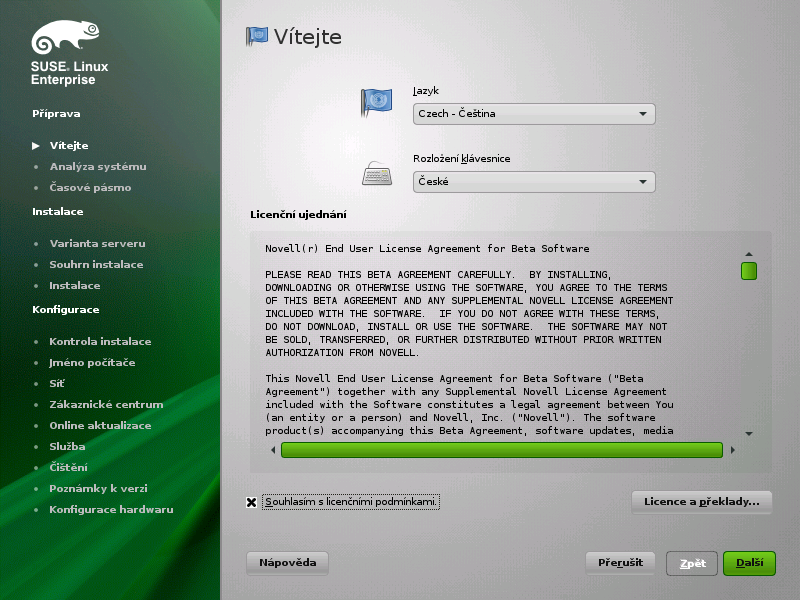 SUSE® Linux
Enterprise
Příprava
Vítejte
Analýza systému
Časové pásmo
Instalace
Varianta serveru
Souhrn instalace
Instalace
Konfigurace
Kontrola instalace
Jméno počítače
Síť
Zákaznické centrum
Online aktualizace
Služba
Čištění
Poznámky k verzi
Konfigurace hardwaru
Vítejte
Jazyk
Czech - Čeština
Rozložení klávesnice
České
Licenční ujednání
Novell(r) End User License Agreement for Beta Software
PLEASE READ THIS BETA AGREEMENT CAREFULLY.  BY INSTALLING,
DOWNLOADING OR OTHERWISE USING THE SOFTWARE, YOU AGREE TO THE TERMS
OF THIS BETA AGREEMENT AND ANY SUPPLEMENTAL NOVELL LICENSE AGREEMENT
INCLUDED WITH THE SOFTWARE.  IF YOU DO NOT AGREE WITH THESE TERMS,
DO NOT DOWNLOAD, INSTALL OR USE THE SOFTWARE.  THE SOFTWARE MAY NOT
BE SOLD, TRANSFERRED, OR FURTHER DISTRIBUTED WITHOUT PRIOR WRITTEN
AUTHORIZATION FROM NOVELL.
This Novell End User License Agreement for Beta Software ("Beta
Agreement") together with any Supplemental Novell License Agreement
included with the Software constitutes a legal agreement between You
(an entity or a person) and Novell, Inc. ("Novell"). The software
product(s) accompanying this Beta Agreement, software updates, media
Souhlasím s licenčními podmínkami.
Licence a překlady...
Nápověda
Přerušit
Zpět
Další